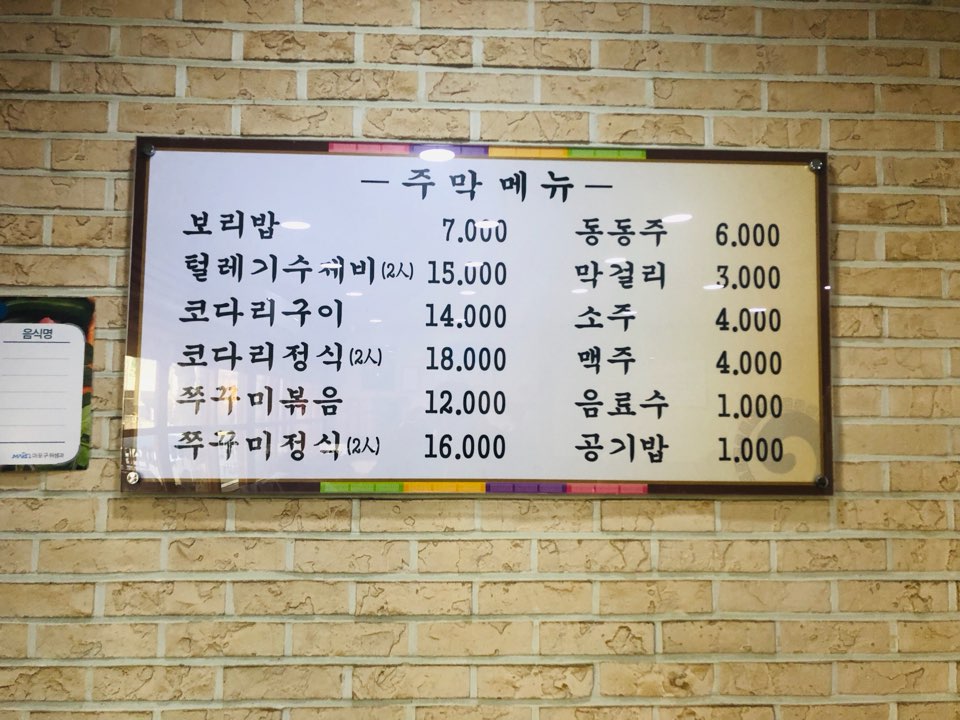 — 주막메뉴 —
보리밥 7.000
털레기수제비(2人) 15.000
코다리구이 14.000
코다리정식(2人) 18.000
쭈꾸미볶음 12.000
쭈꾸미정식(2人) 16.000
동동주 6.000
막걸리 3.000
소주 4.000
맥주 4.000
음료수 1.000
공기밥 1.000
음식명